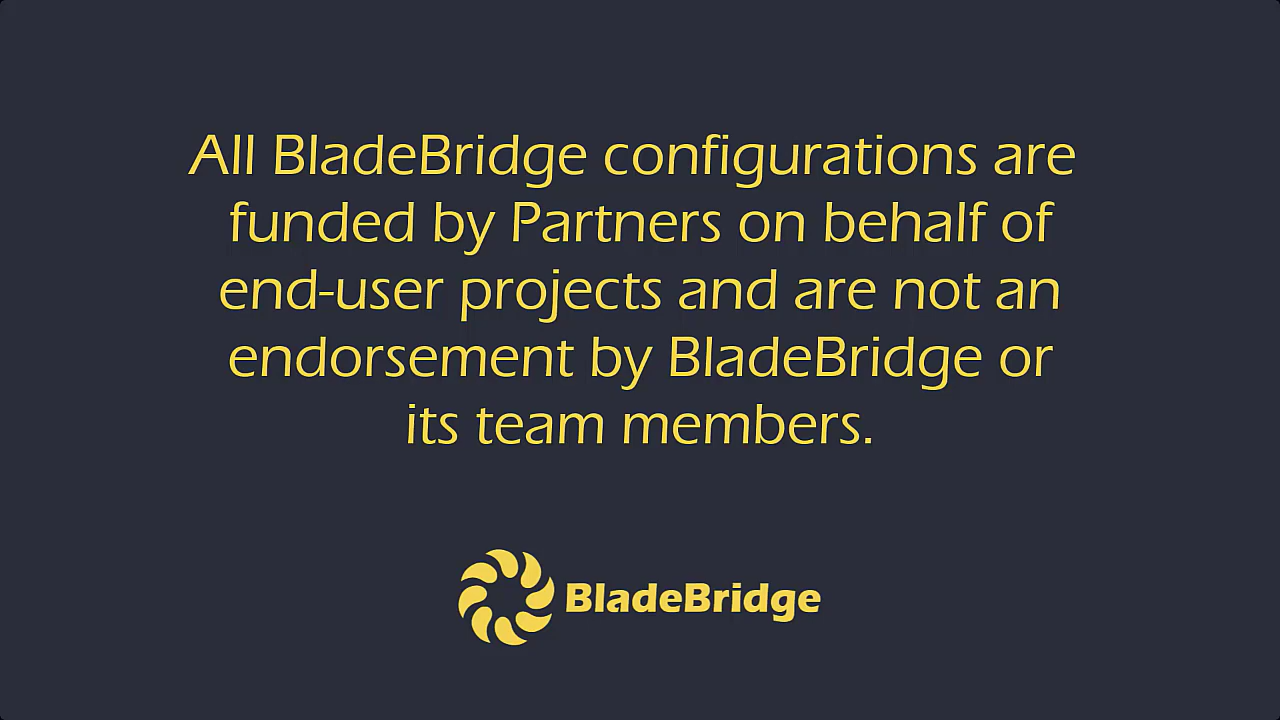 All BladeBridge configurations are
funded by Partners on behalf of
end-user projects and are not an
endorsement by BladeBridge or
its team members.
BladeBridge